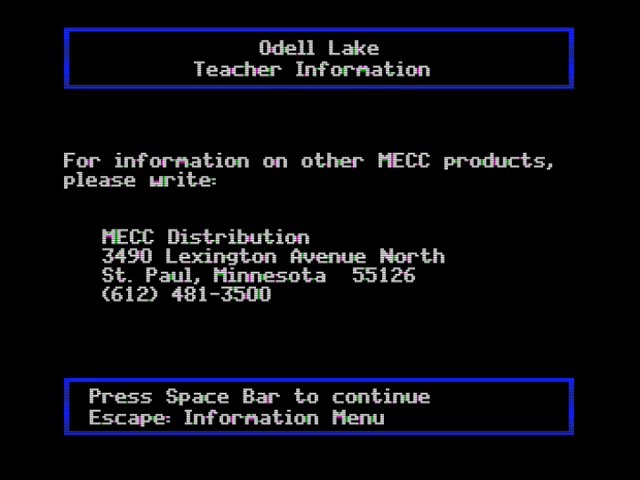 Odell Lake
Teacher Information
For information on other MECC products,
please write:
MECC Distribution
3490 Lexington Avenue North
St. Paul, Minnesota  55126
(612) 481-3500
Press Space Bar to continue
Escape: Information Menu